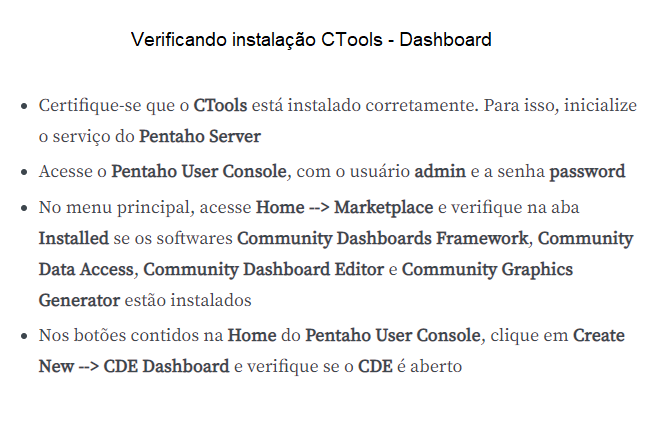 Verificando instalação CTools - Dashboard
• Certifique-se que o CTools está instalado corretamente. Para isso, inicialize
o serviço do Pentaho Server
• Acesse o Pentaho User Console, com o usuário admin e a senha password
• No menu principal, acesse Home --> Marketplace e verifique na aba
Installed se os softwares Community Dashboards Framework, Community
Data Access, Community Dashboard Editor e Community Graphics
Generator estão instalados
• Nos botões contidos na Home do Pentaho User Console, clique em Create
New --> CDE Dashboard e verifique se o CDE é aberto